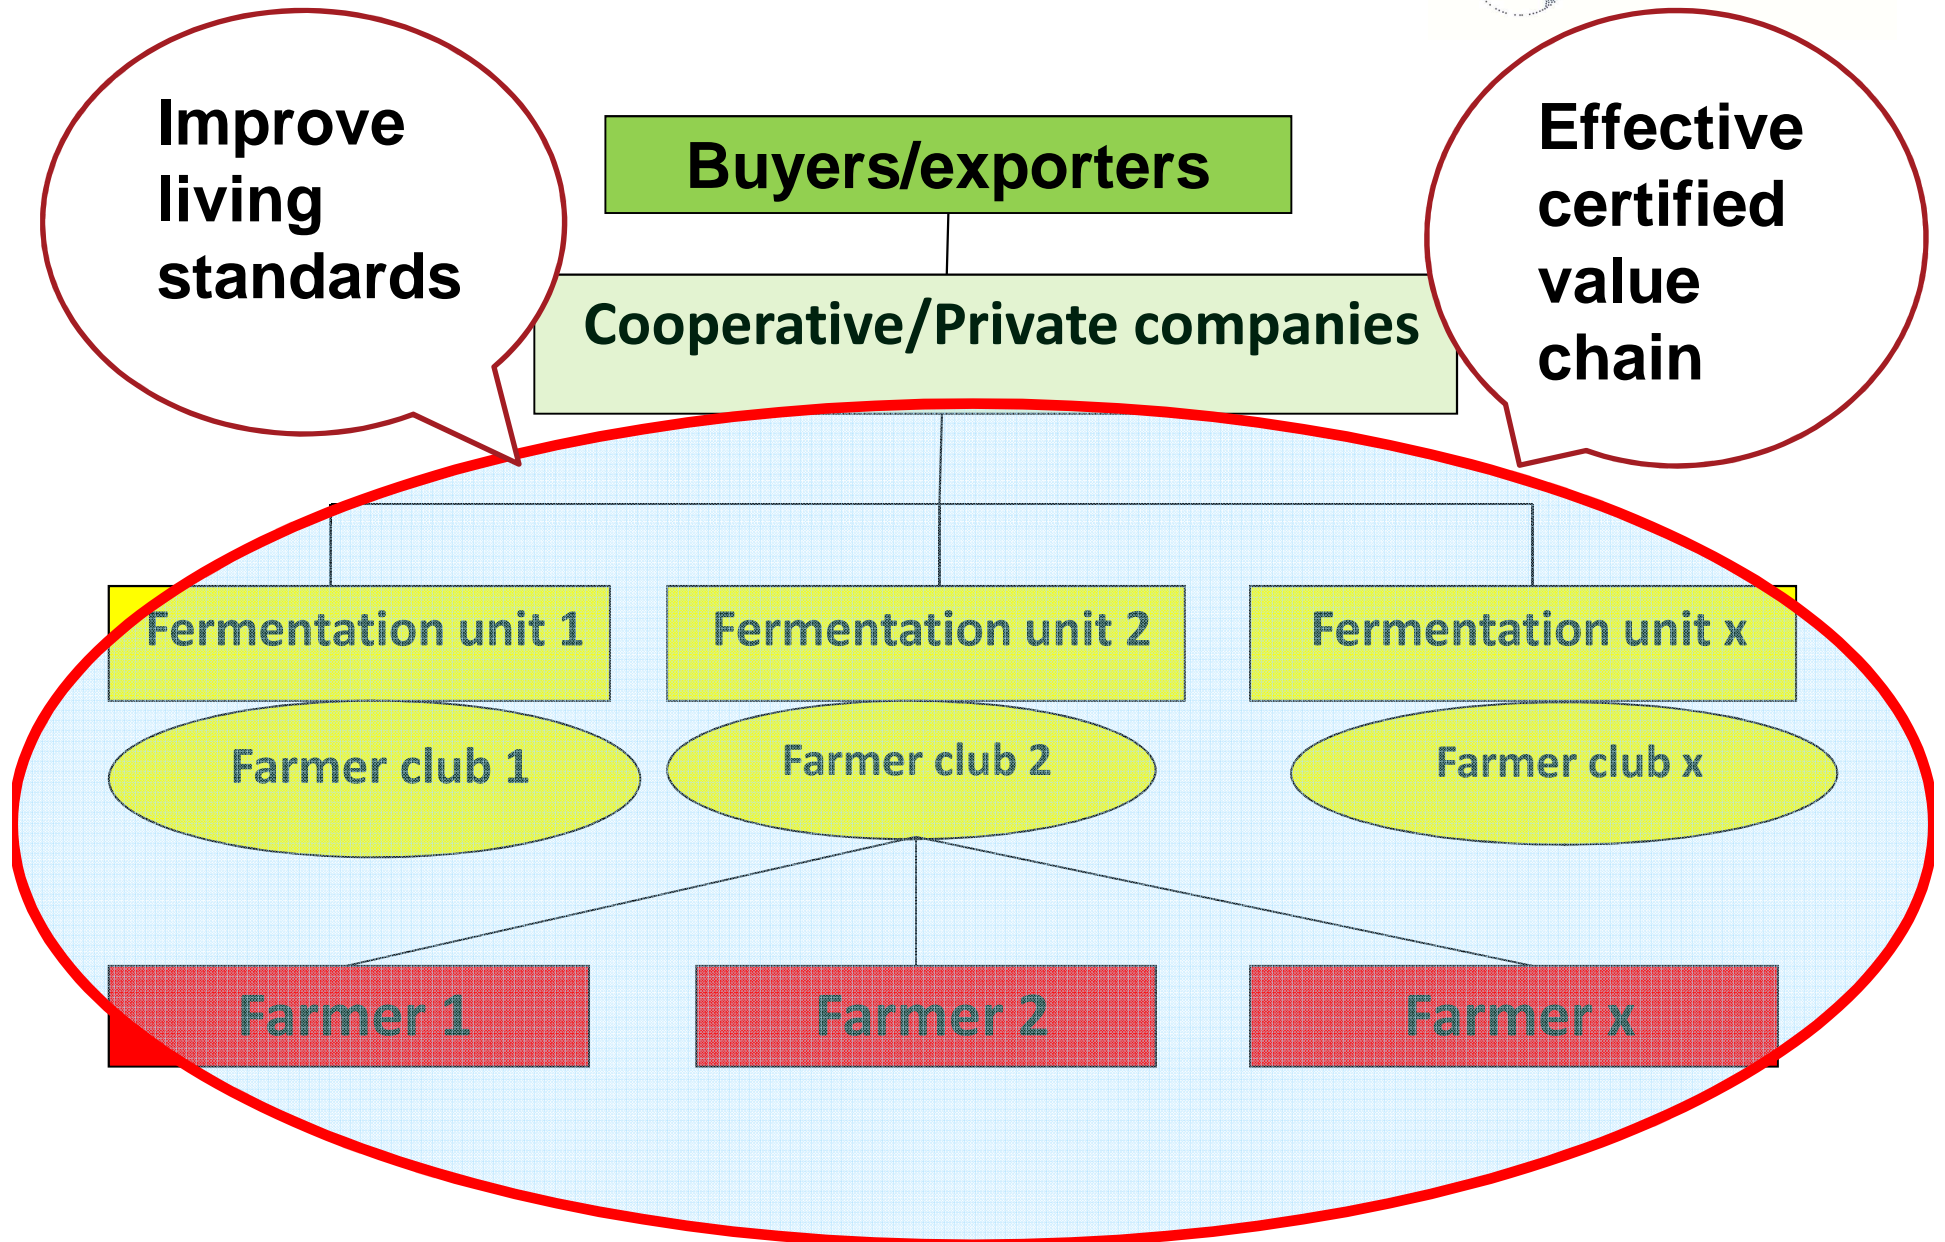 Improve
living
standards
Buyers/exporters
Effective
certified
value
chain
Cooperative/Private companies
Fermentation unit 1
Fermentation unit 2
Fermentation unit x
Farmer club 1
Farmer club 2
Farmer club x
Farmer 1
Farmer 2
Farmer x